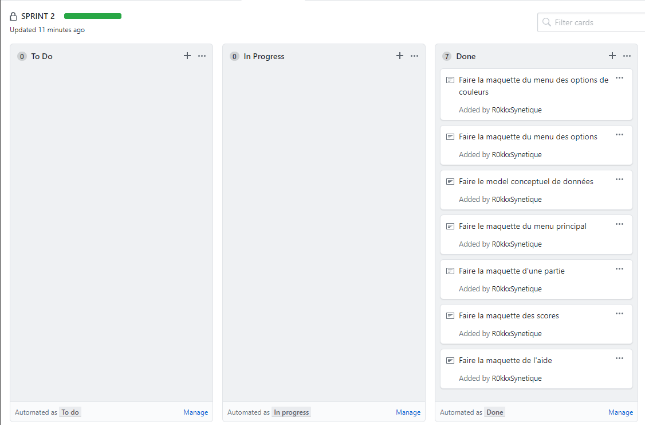 SPRINT 2
Updated 11 minutes ago
Filter cards
0 To Do
0 In Progress
7 Done
Faire la maquette du menu des options de
couleurs
Added by R0kkxSynetique
Faire la maquette du menu des options
Added by R0kkxSynetique
Faire le model conceptuel de données
Added by R0kkxSynetique
Faire le maquette du menu principal
Added by R0kkxSynetique
Faire la maquette d'une partie
Added by R0kkxSynetique
Faire la maquette des scores
Added by R0kkxSynetique
Faire la maquette de l'aide
Added by R0kkxSynetique
Automated as To do Manage
Automated as In progress Manage
Automated as Done Manage